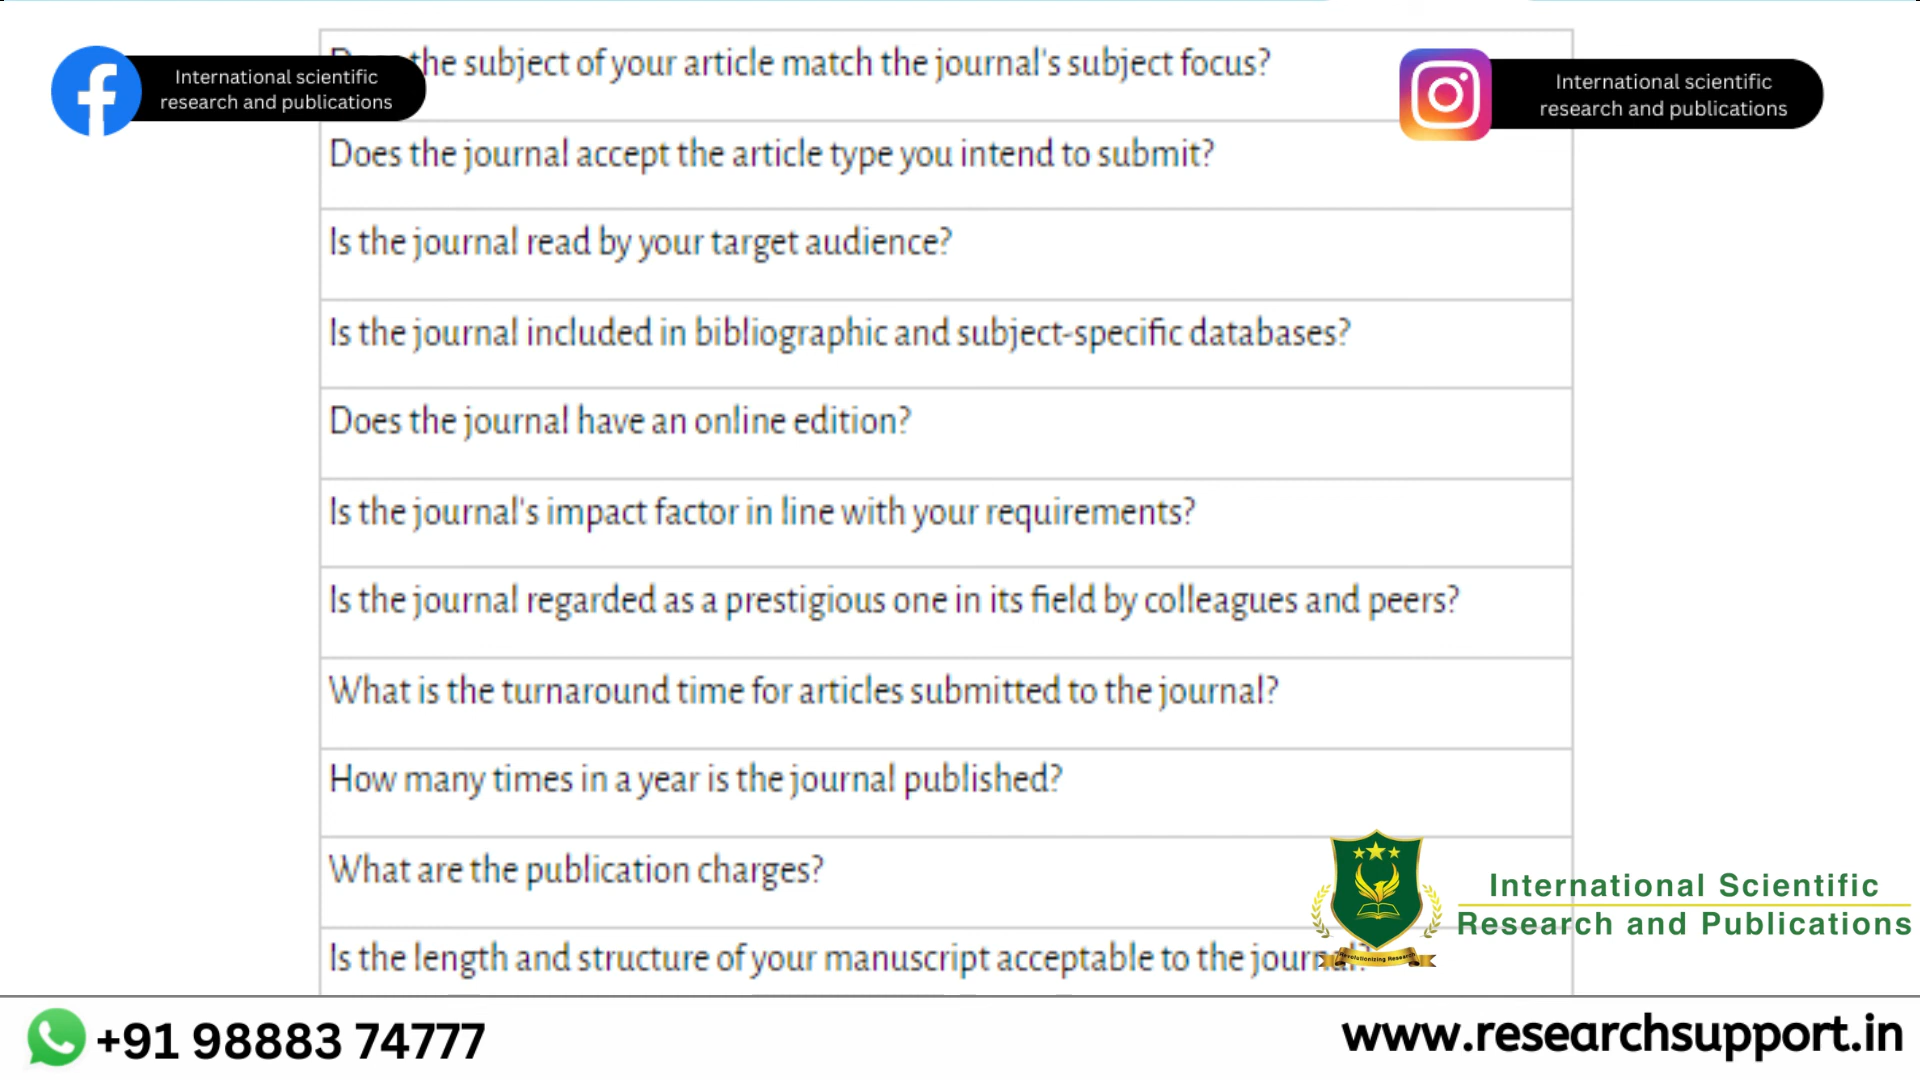 International scientific
research and publications
International scientific
research and publications
the subject of your article match the journal's subject focus?
Does the journal accept the article type you intend to submit?
Is the journal read by your target audience?
Is the journal included in bibliographic and subject-specific databases?
Does the journal have an online edition?
Is the journal's impact factor in line with your requirements?
Is the journal regarded as a prestigious one in its field by colleagues and peers?
What is the turnaround time for articles submitted to the journal?
How many times in a year is the journal published?
What are the publication charges?
Is the length and structure of your manuscript acceptable to the journal?
International Scientific
Research and Publications
Revolutionizing Research
+91 98883 74777
www.researchsupport.in